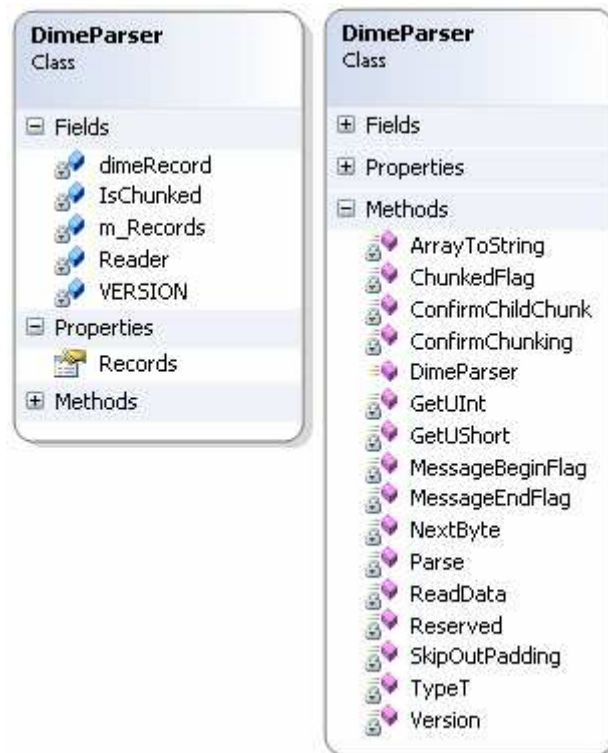 DimeParser
Class
Fields
dimeRecord
IsChunked
m_Records
Reader
VERSION
Properties
Records
Methods
DimeParser
Class
Fields
Properties
Methods
ArrayToString
ChunkedFlag
ConfirmChildChunk
ConfirmChunking
DimeParser
GetUInt
GetUShort
MessageBeginFlag
MessageEndFlag
NextByte
Parse
ReadData
Reserved
SkipOutPadding
TypeT
Version